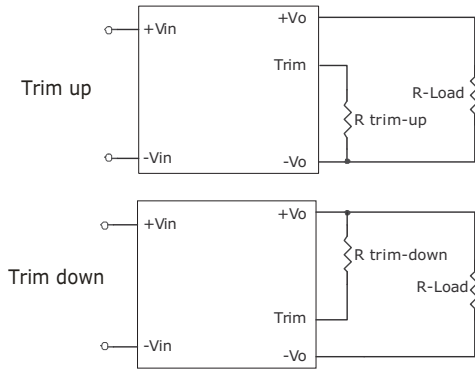 +Vo
+Vin
Trim
Trim up
R-Load
R trim-up
-Vin
-Vo
+Vo
+Vin
R trim-down
Trim down
R-Load
Trim
-Vin
-Vo